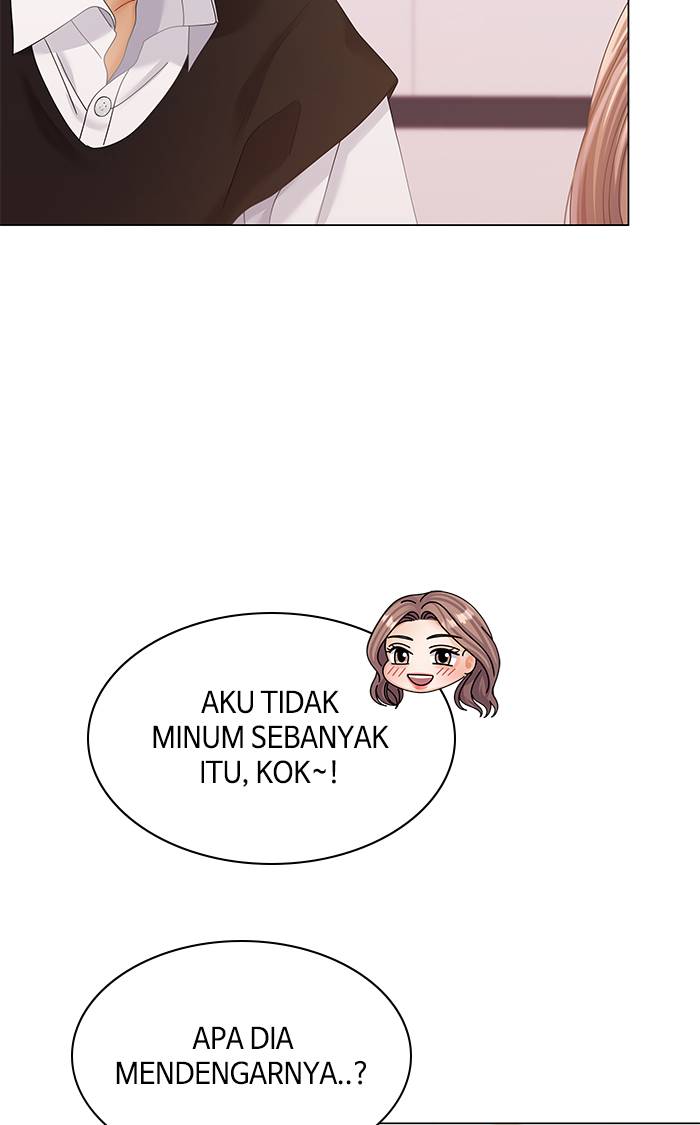 AKU TIDAK
MINUM SEBANYAK
ITU, KOK~!
APA DIA
MENDENGARNYA..?